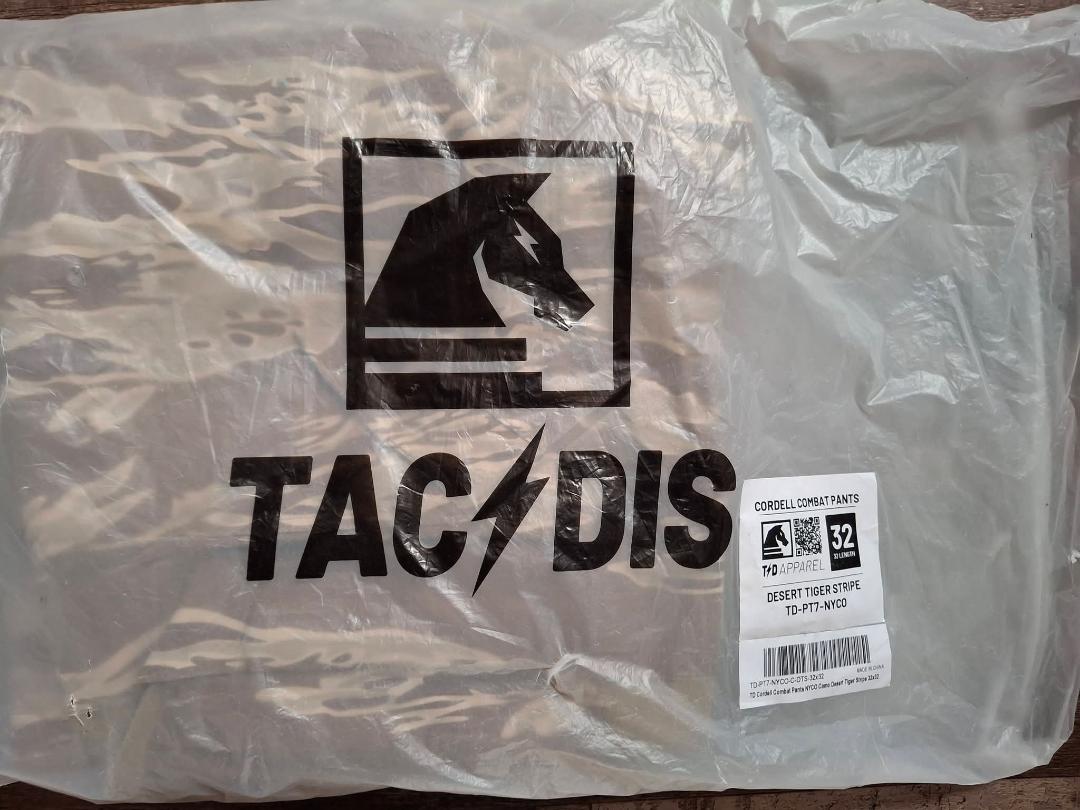 TAC DIS
CORDELL COMBAT PANTS
32
32 LENGTH
T D APPAREL
DESERT TIGER STRIPE
TD-PT7-NYCO
MADE IN CHINA
TD-PT7-NYCO-C-DTS-32x32
TD Cordell Combat Pants NYCO Camo Desert Tiger Stripe 32x32